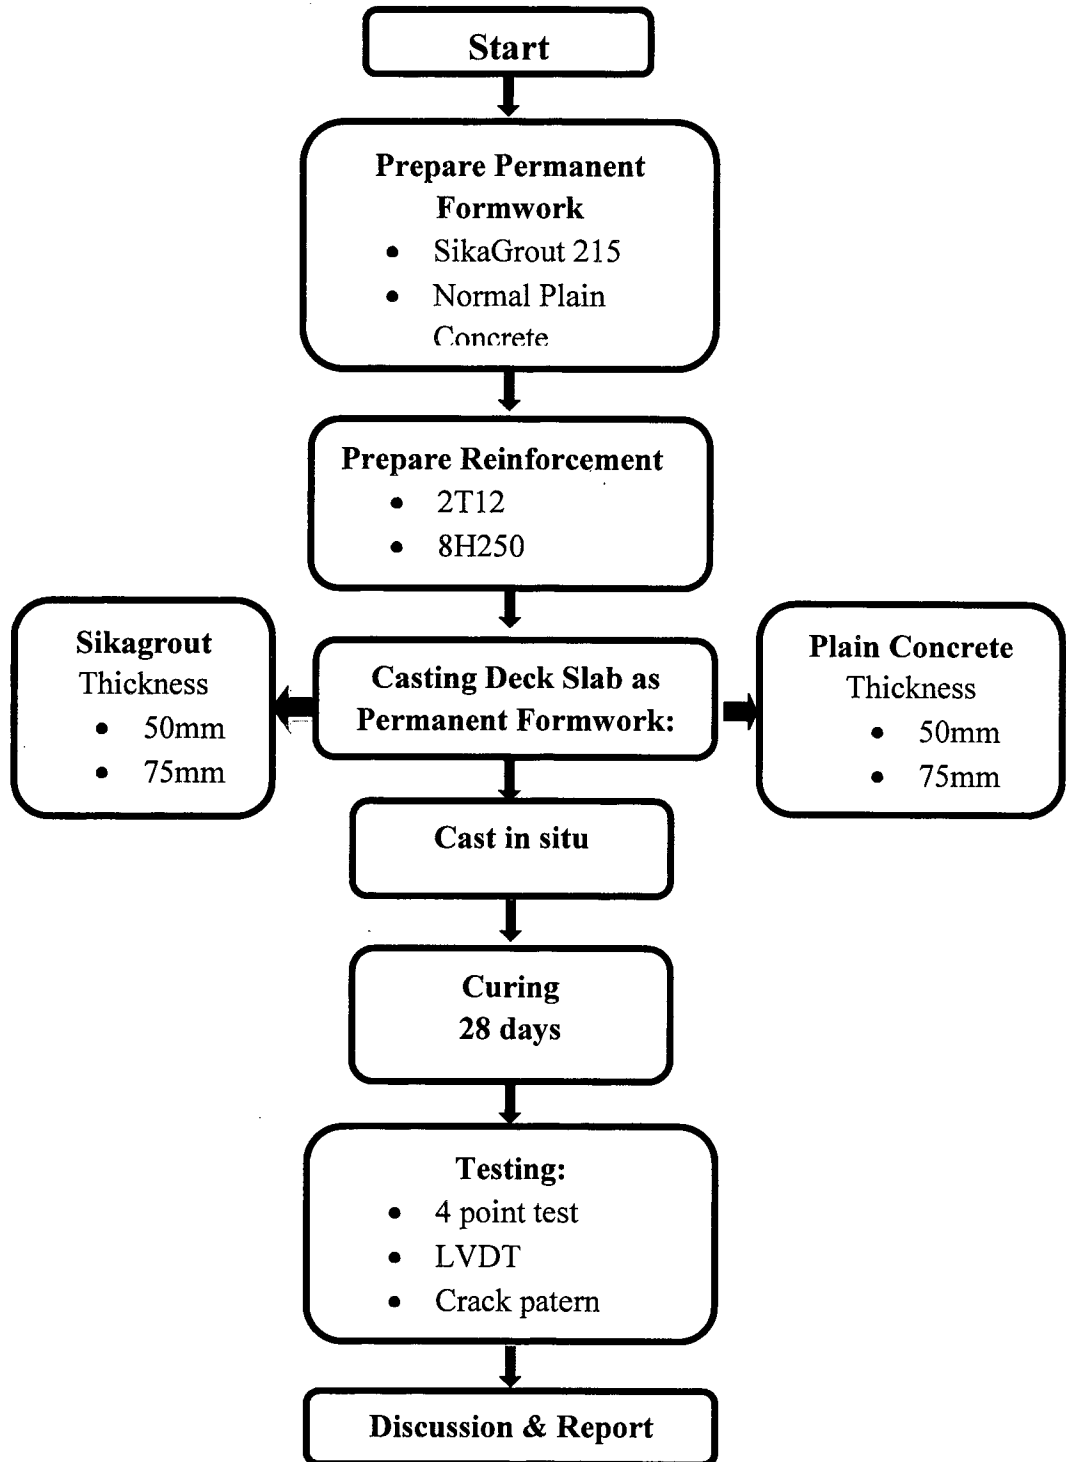 Start
Prepare Permanent
Formwork
• SikaGrout 215
• Normal Plain
Concrete
Prepare Reinforcement
• 2T12
• 8H250
Sikagrout
Thickness
• 50mm
• 75mm
Casting Deck Slab as
Permanent Formwork:
Plain Concrete
Thickness
• 50mm
• 75mm
Cast in situ
Curing
28 days
Testing:
• 4 point test
• LVDT
• Crack patern
Discussion & Report